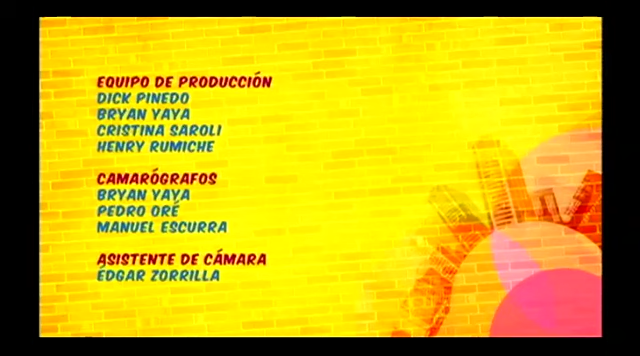 EQUIPO DE PRODUCCIÓN
DICK PINEDO
BRYAN YAYA
CRISTINA SAROLI
HENRY RUMICHE
CAMARÓGRAFOS
BRYAN YAYA
PEDRO ORÉ
MANUEL ESCURRA
ASISTENTE DE CÁMARA
ÉDGAR ZORRILLA